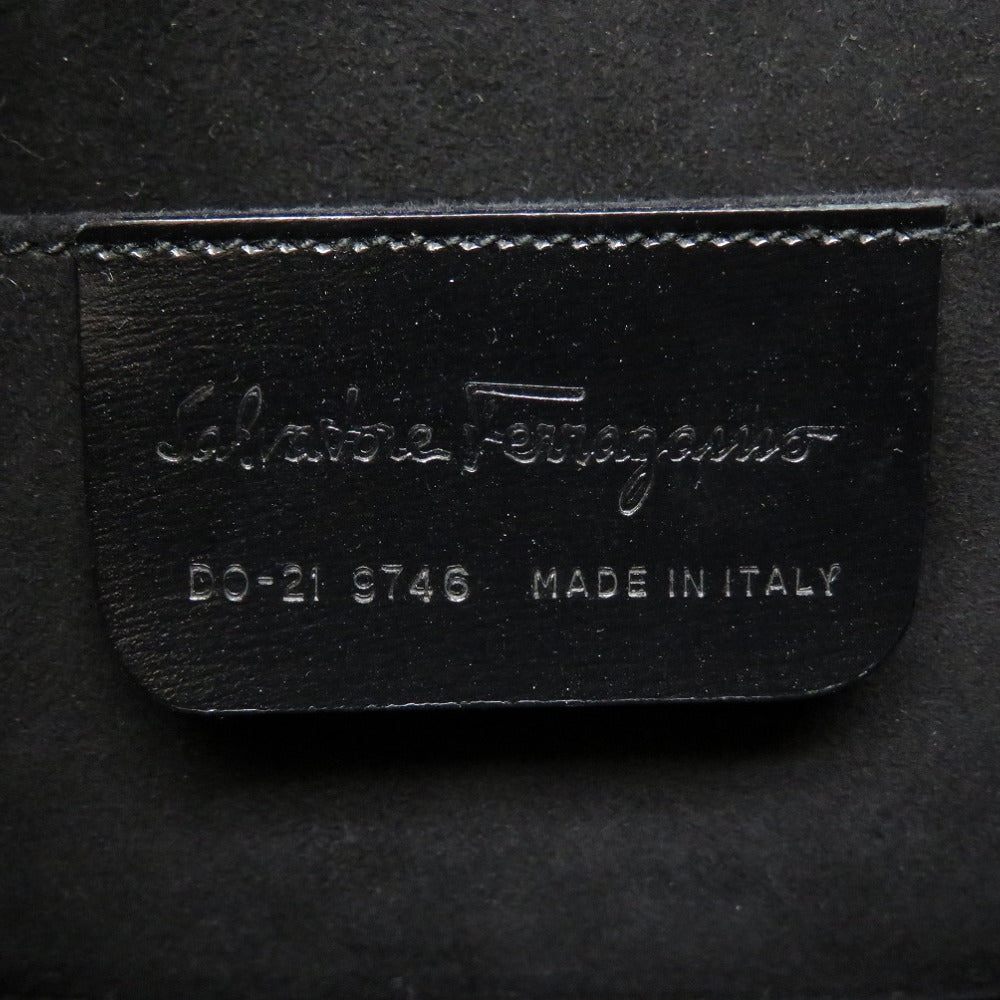 Salvatore Ferragamo
DO-21 9746 MADE IN ITALY